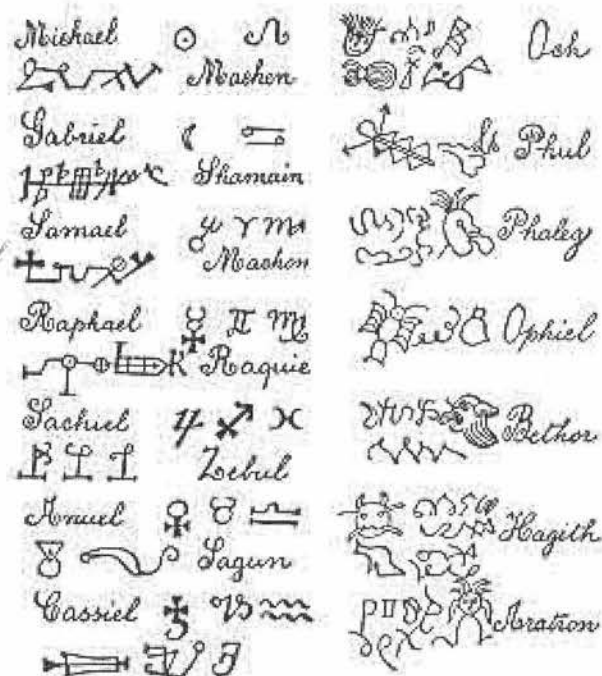 Michael
Machen
Gabriel
Shamain
Samael
Machon
Raphael
Raquie
Sachiel
Zebul
Anael
Sagun
Cassiel
Och
Phul
Phaleg
Ophiel
Bethor
Hagith
Aratron